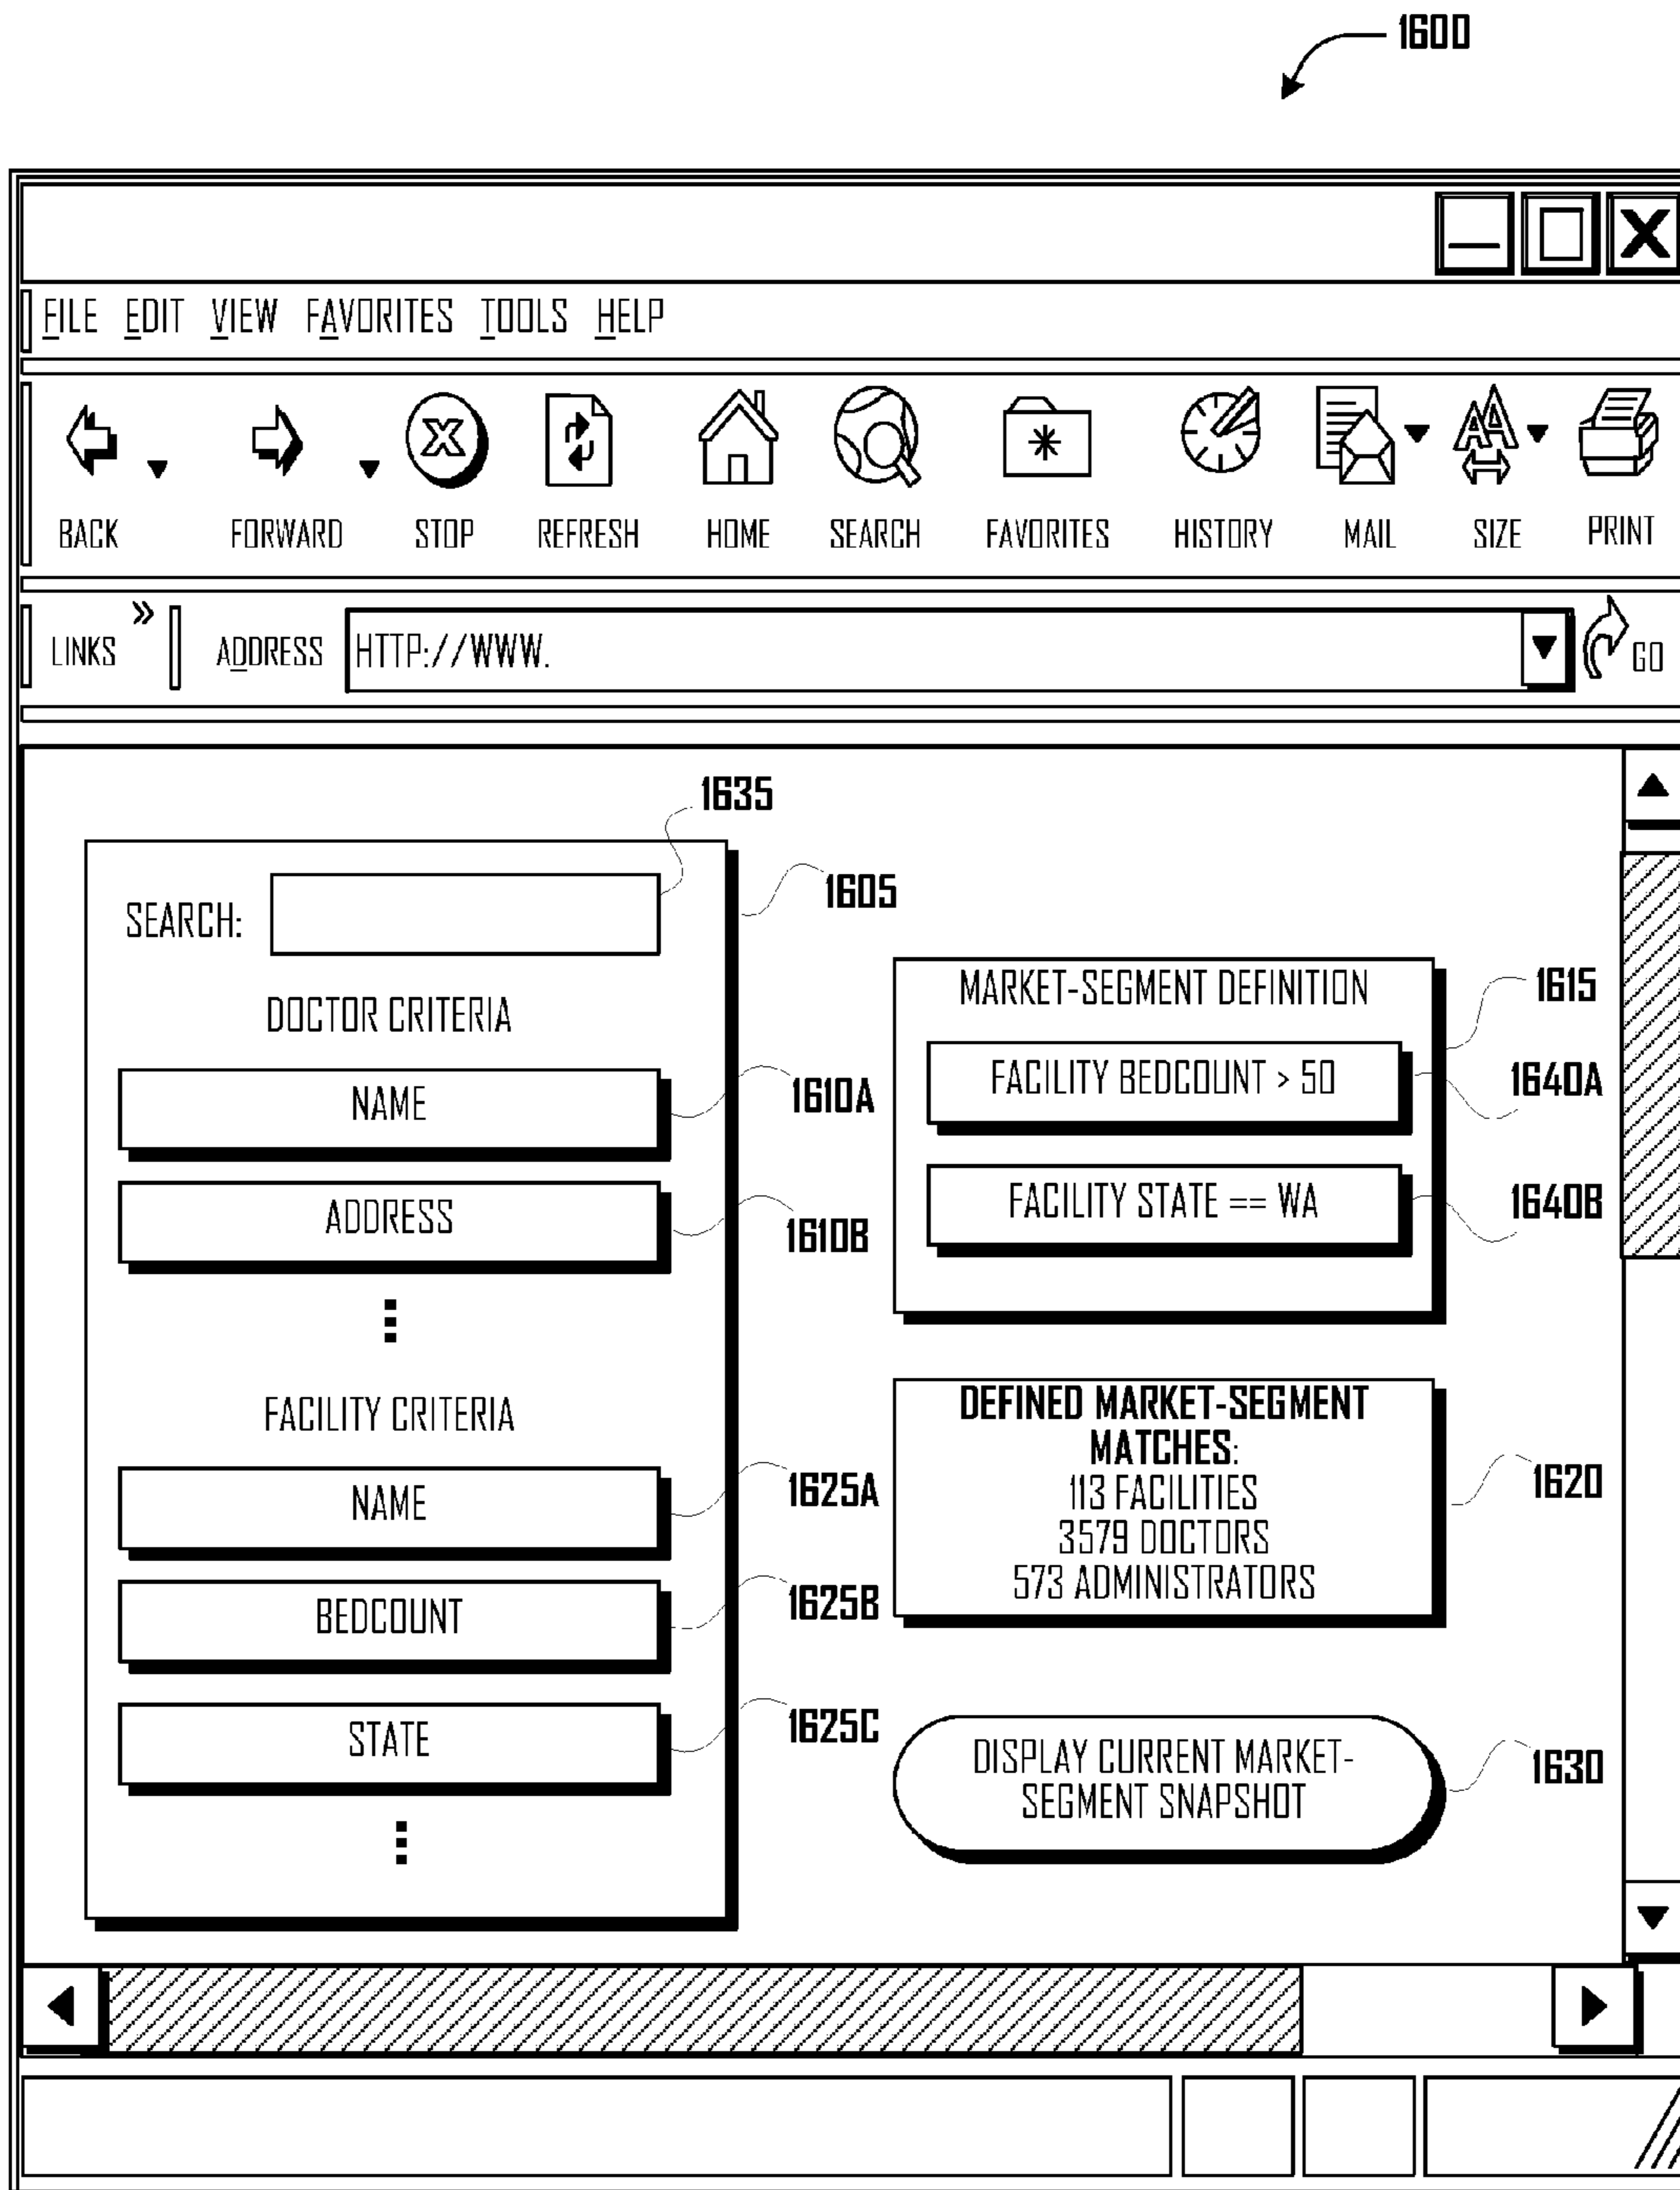 1600
FILE EDIT VIEW FAVORITES TOOLS HELP
BACK FORWARD STOP REFRESH HOME SEARCH FAVORITES HISTORY MAIL SIZE PRINT
LINKS » ADDRESS HTTP://WWW. GO
1635
SEARCH:
1605
DOCTOR CRITERIA
NAME
1610A
ADDRESS
1610B
FACILITY CRITERIA
NAME
1625A
BEDCOUNT
1625B
STATE
1625C
MARKET-SEGMENT DEFINITION
1615
FACILITY BEDCOUNT > 50
1640A
FACILITY STATE == WA
1640B
DEFINED MARKET-SEGMENT
MATCHES:
113 FACILITIES
3579 DOCTORS
573 ADMINISTRATORS
1620
DISPLAY CURRENT MARKET-
SEGMENT SNAPSHOT
1630